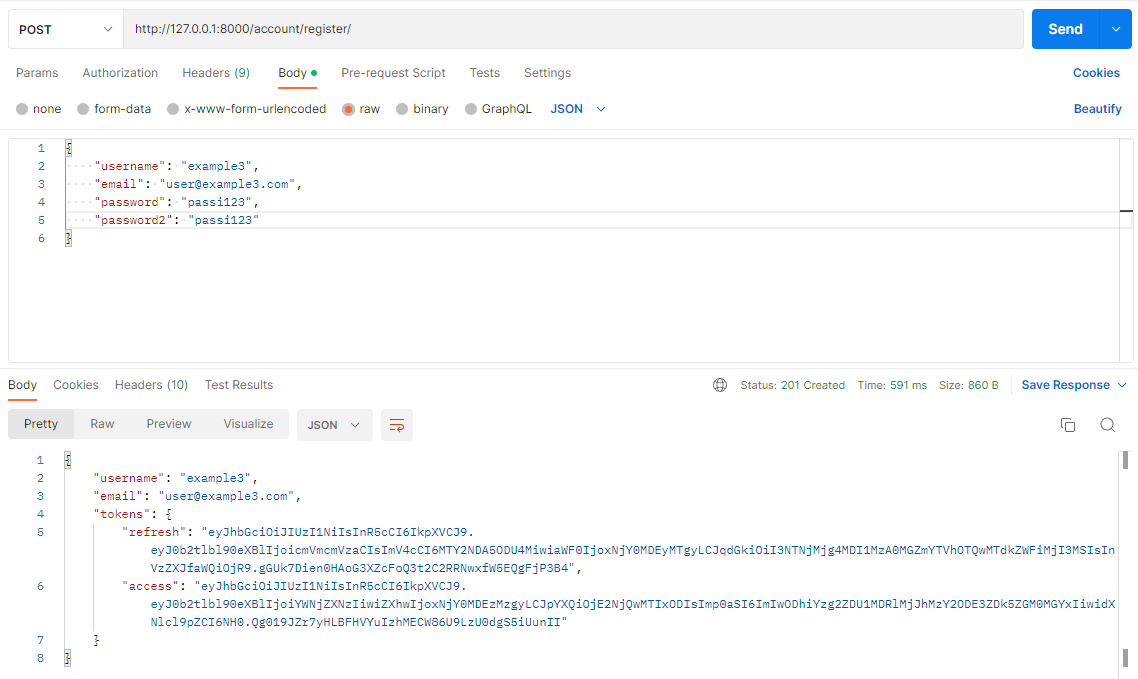 POST http://127.0.0.1:8000/account/register/ Send
Params Authorization Headers (9) Body Pre-request Script Tests Settings Cookies
none form-data x-www-form-urlencoded raw binary GraphQL JSON Beautify
1 {
2 "username": "example3",
3 "email": "user@example3.com",
4 "password": "passi123",
5 "password2": "passi123"
6 }
Body Cookies Headers (10) Test Results Status: 201 Created Time: 591 ms Size: 860 B Save Response
Pretty Raw Preview Visualize JSON
1 {
2 "username": "example3",
3 "email": "user@example3.com",
4 "tokens": {
5 "refresh": "eyJhbGciOiJIUzI1NiIsInR5cCI6IkpXVCJ9.
eyJ0b2tlbl90eXBlIjoicmVmcmVzaCIsImV4cCI6MTY2NDA5ODU4MiwiaWF0IjoxNjY0MDEyMTgyLCJqdGkiOiI3NTNjMjg4MDI1MzA0MGZmYTVhOTQwMTdkZWFiMjI3MSIsIn
VzZXJfaWQiOjR9.gGUk7Dien0HAoG3XZcFoQ3t2C2RRNwxfW5EQgFjP3B4",
6 "access": "eyJhbGciOiJIUzI1NiIsInR5cCI6IkpXVCJ9.
eyJ0b2tlbl90eXBlIjoiYWNjZXNzIiwiZXhwIjoxNjY0MDEzMzgyLCJpYXQiOjE2NjQwMTIxODIsImp0aSI6ImIwODhiYzg2ZDU1MDRlMjJhMzY2ODE3ZDk5ZGM0MGYxIiwidX
Nlcl9pZCI6NH0.Qg019JZr7yHLBFHVYuIzhMECW86U9LzU0dgS5iUunII"
7 }
8 }